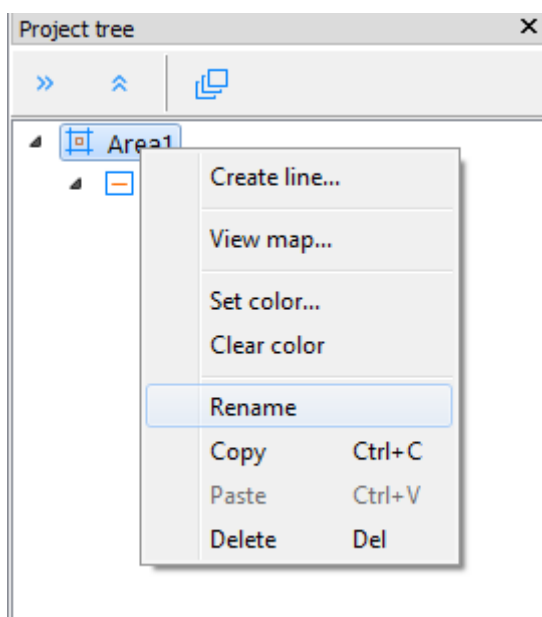 Project tree
Area1
Create line...
View map...
Set color...
Clear color
Rename
Copy Ctrl+C
Paste Ctrl+V
Delete Del